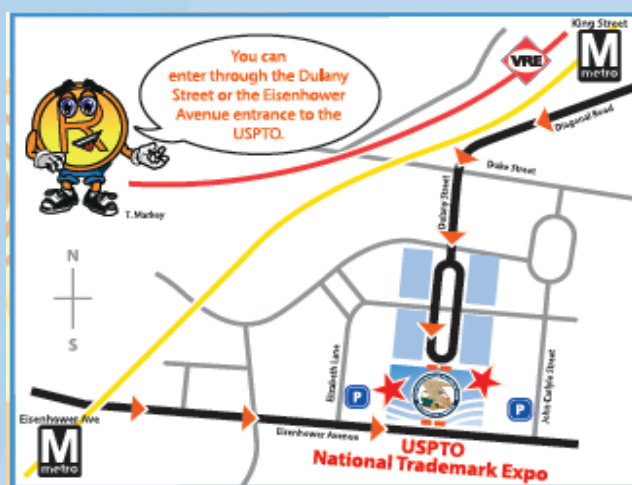 King Street
M
metro
VRE
You can
enter through the Dulany
Street or the Eisenhower
Avenue entrance to the
USPTO.
R
T. Markey
Diagonal Road
Duke Street
Dulany Street
N
S
Elizabeth Lane
John Carlyle Street
P
P
Eisenhower Ave
M
metro
Eisenhower Avenue
USPTO
National Trademark Expo